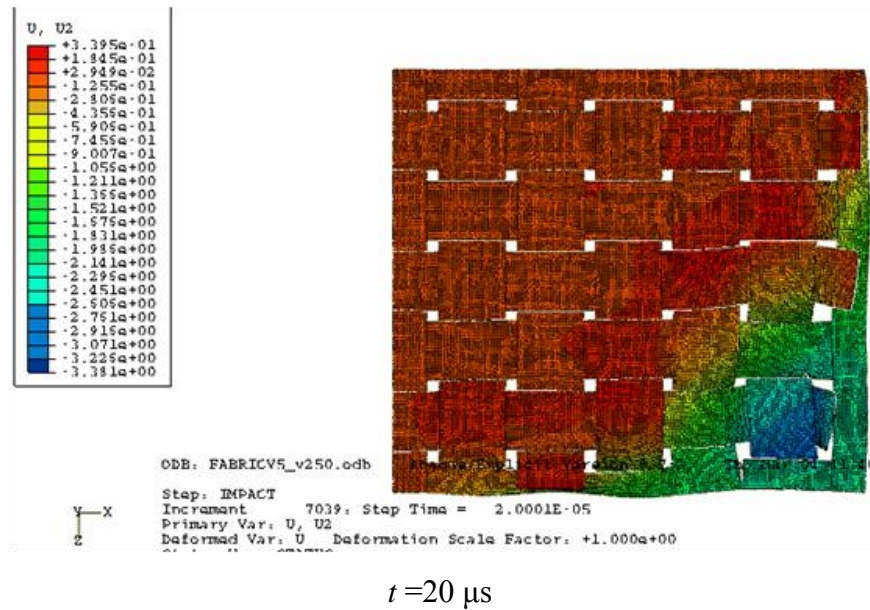 U, U2
+3.395e-01
+1.845e-01
+2.949e-02
-1.255e-01
-2.806e-01
-4.356e-01
-5.906e-01
-7.456e-01
-9.007e-01
-1.056e+00
-1.211e+00
-1.366e+00
-1.521e+00
-1.676e+00
-1.831e+00
-1.986e+00
-2.141e+00
-2.296e+00
-2.451e+00
-2.606e+00
-2.761e+00
-2.916e+00
-3.071e+00
-3.226e+00
-3.381e+00
ODB: FABRICV5_v250.odb
Step: IMPACT
Increment 7039: Step Time = 2.0001E-05
Primary Var: U, U2
Deformed Var: U Deformation Scale Factor: +1.000e+00
Y X
Z
t =20 μs